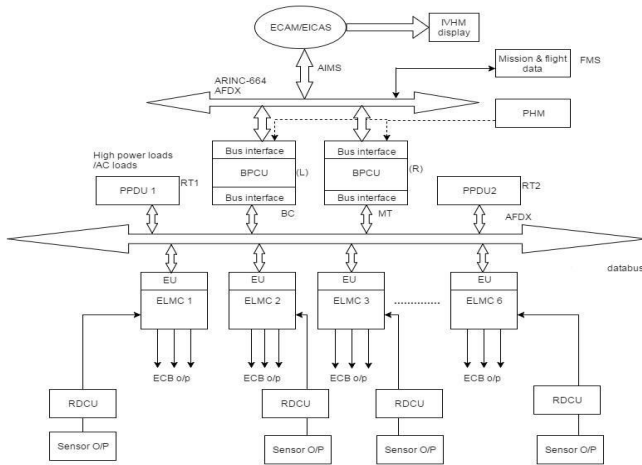 ECAM/EICAS
IVHM
display
AIMS
ARINC-664
AFDX
Mission & flight
data
FMS
PHM
High power loads
/AC loads
Bus interface
BPCU
Bus interface
(L)
Bus interface
BPCU
Bus interface
(R)
PPDU 1
RT1
PPDU2
RT2
BC
MT
AFDX
databus
EU
ELMC 1
EU
ELMC 2
EU
ELMC 3
..............
EU
ELMC 6
ECB o/p
ECB o/p
ECB o/p
ECB o/p
RDCU
RDCU
RDCU
RDCU
Sensor O/P
Sensor O/P
Sensor O/P
Sensor O/P